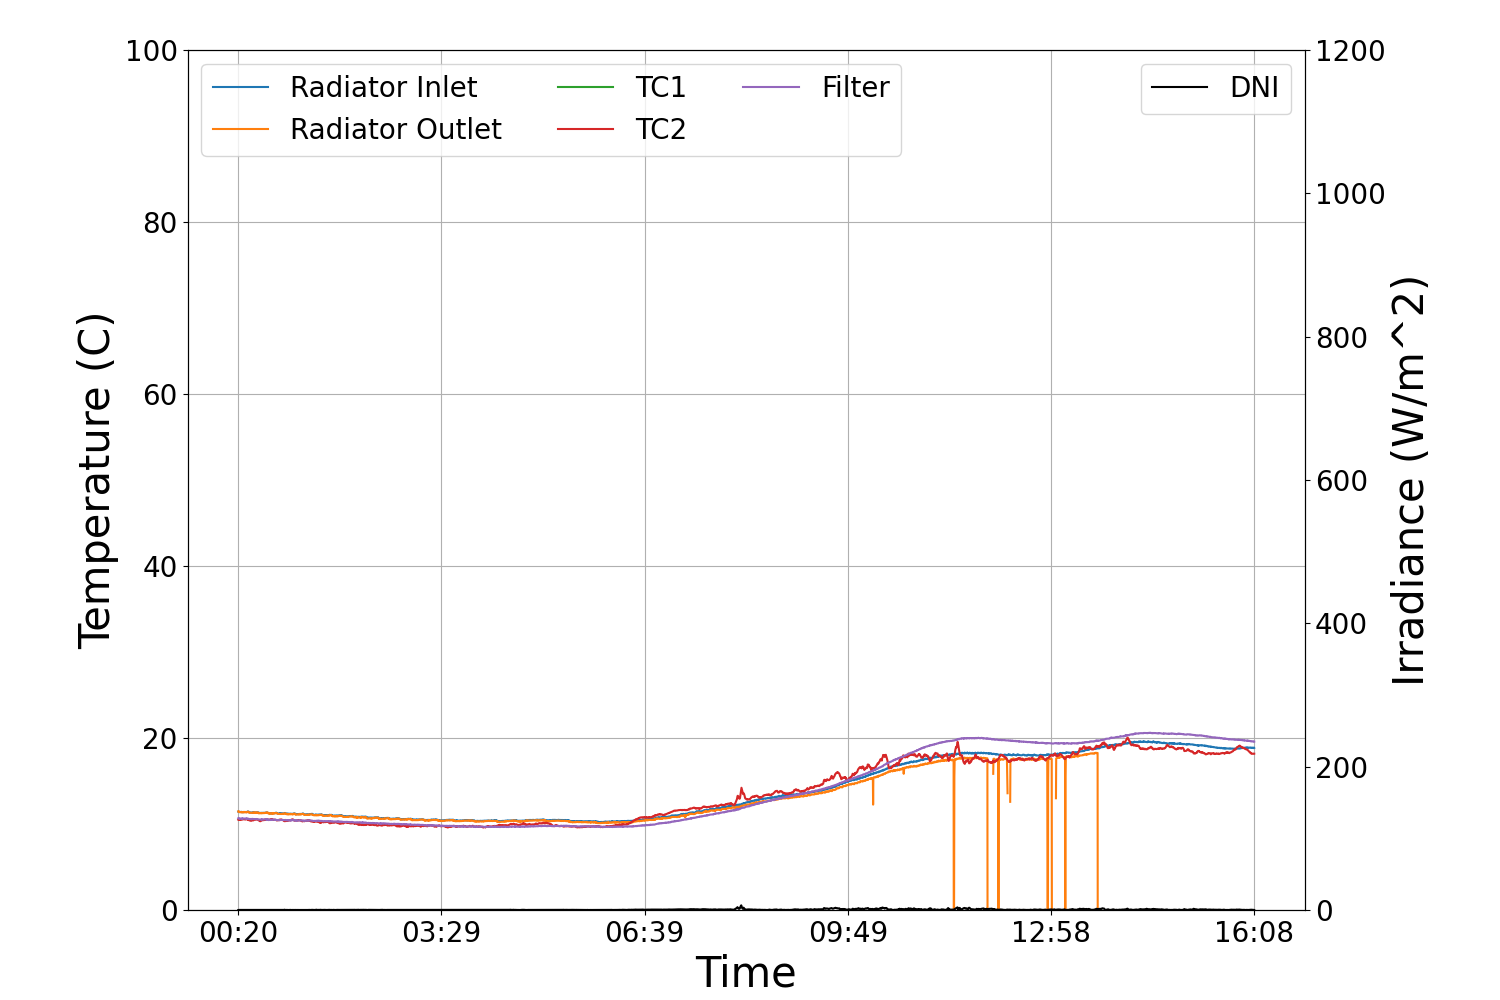 Radiator Inlet
Radiator Outlet
TC1
TC2
Filter
DNI
100
80
60
40
20
0
Temperature (C)
1200
1000
800
600
400
200
0
Irradiance (W/m^2)
00:20 03:29 06:39 09:49 12:58 16:08
Time